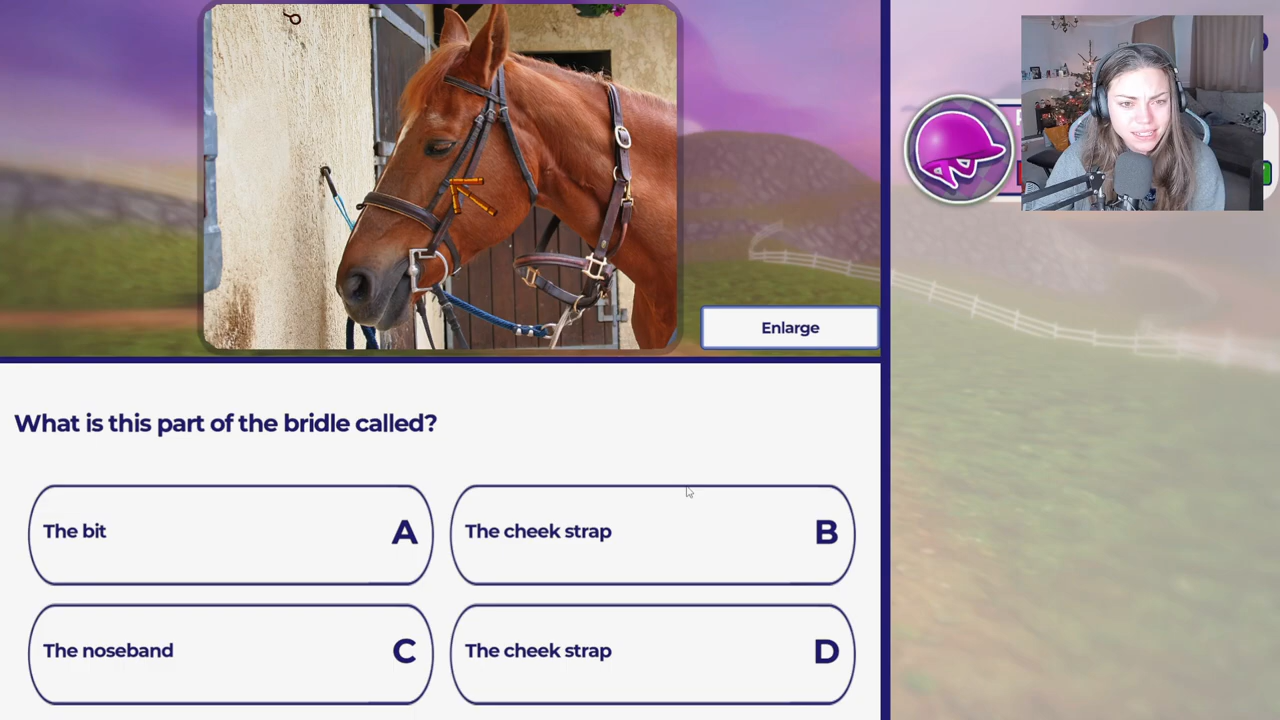 Enlarge
What is this part of the bridle called?
The bit A
The cheek strap B
The noseband C
The cheek strap D